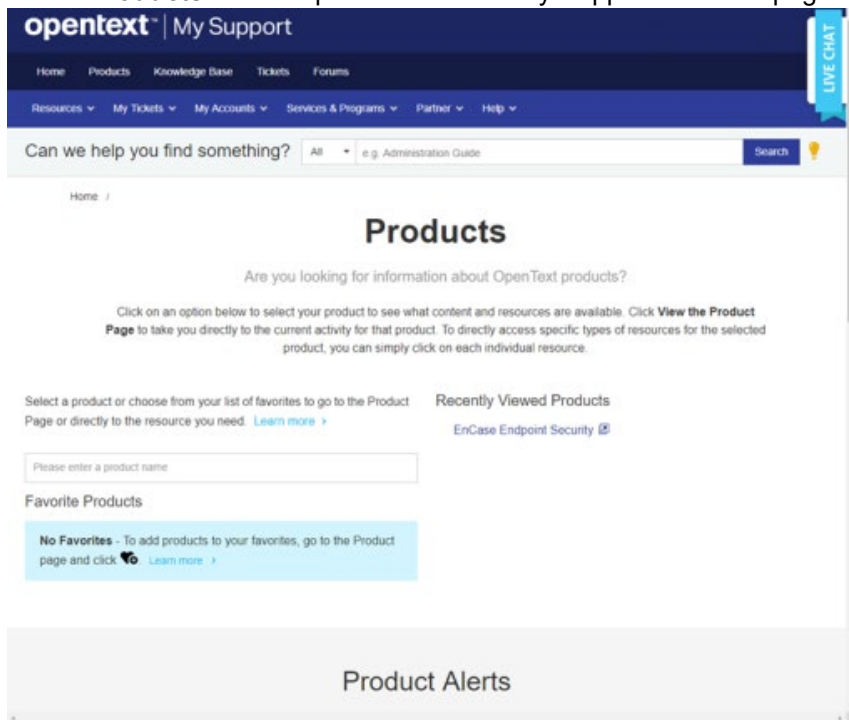 opentext™ | My Support
LIVE CHAT
Home Products Knowledge Base Tickets Forums
Resources My Tickets My Accounts Services & Programs Partner Help
Can we help you find something? All e.g. Administration Guide Search
Home /
Products
Are you looking for information about OpenText products?
Click on an option below to select your product to see what content and resources are available. Click View the Product
Page to take you directly to the current activity for that product. To directly access specific types of resources for the selected
product, you can simply click on each individual resource.
Select a product or choose from your list of favorites to go to the Product
Page or directly to the resource you need. Learn more ›
Recently Viewed Products
EnCase Endpoint Security
Please enter a product name
Favorite Products
No Favorites - To add products to your favorites, go to the Product
page and click . Learn more ›
Product Alerts